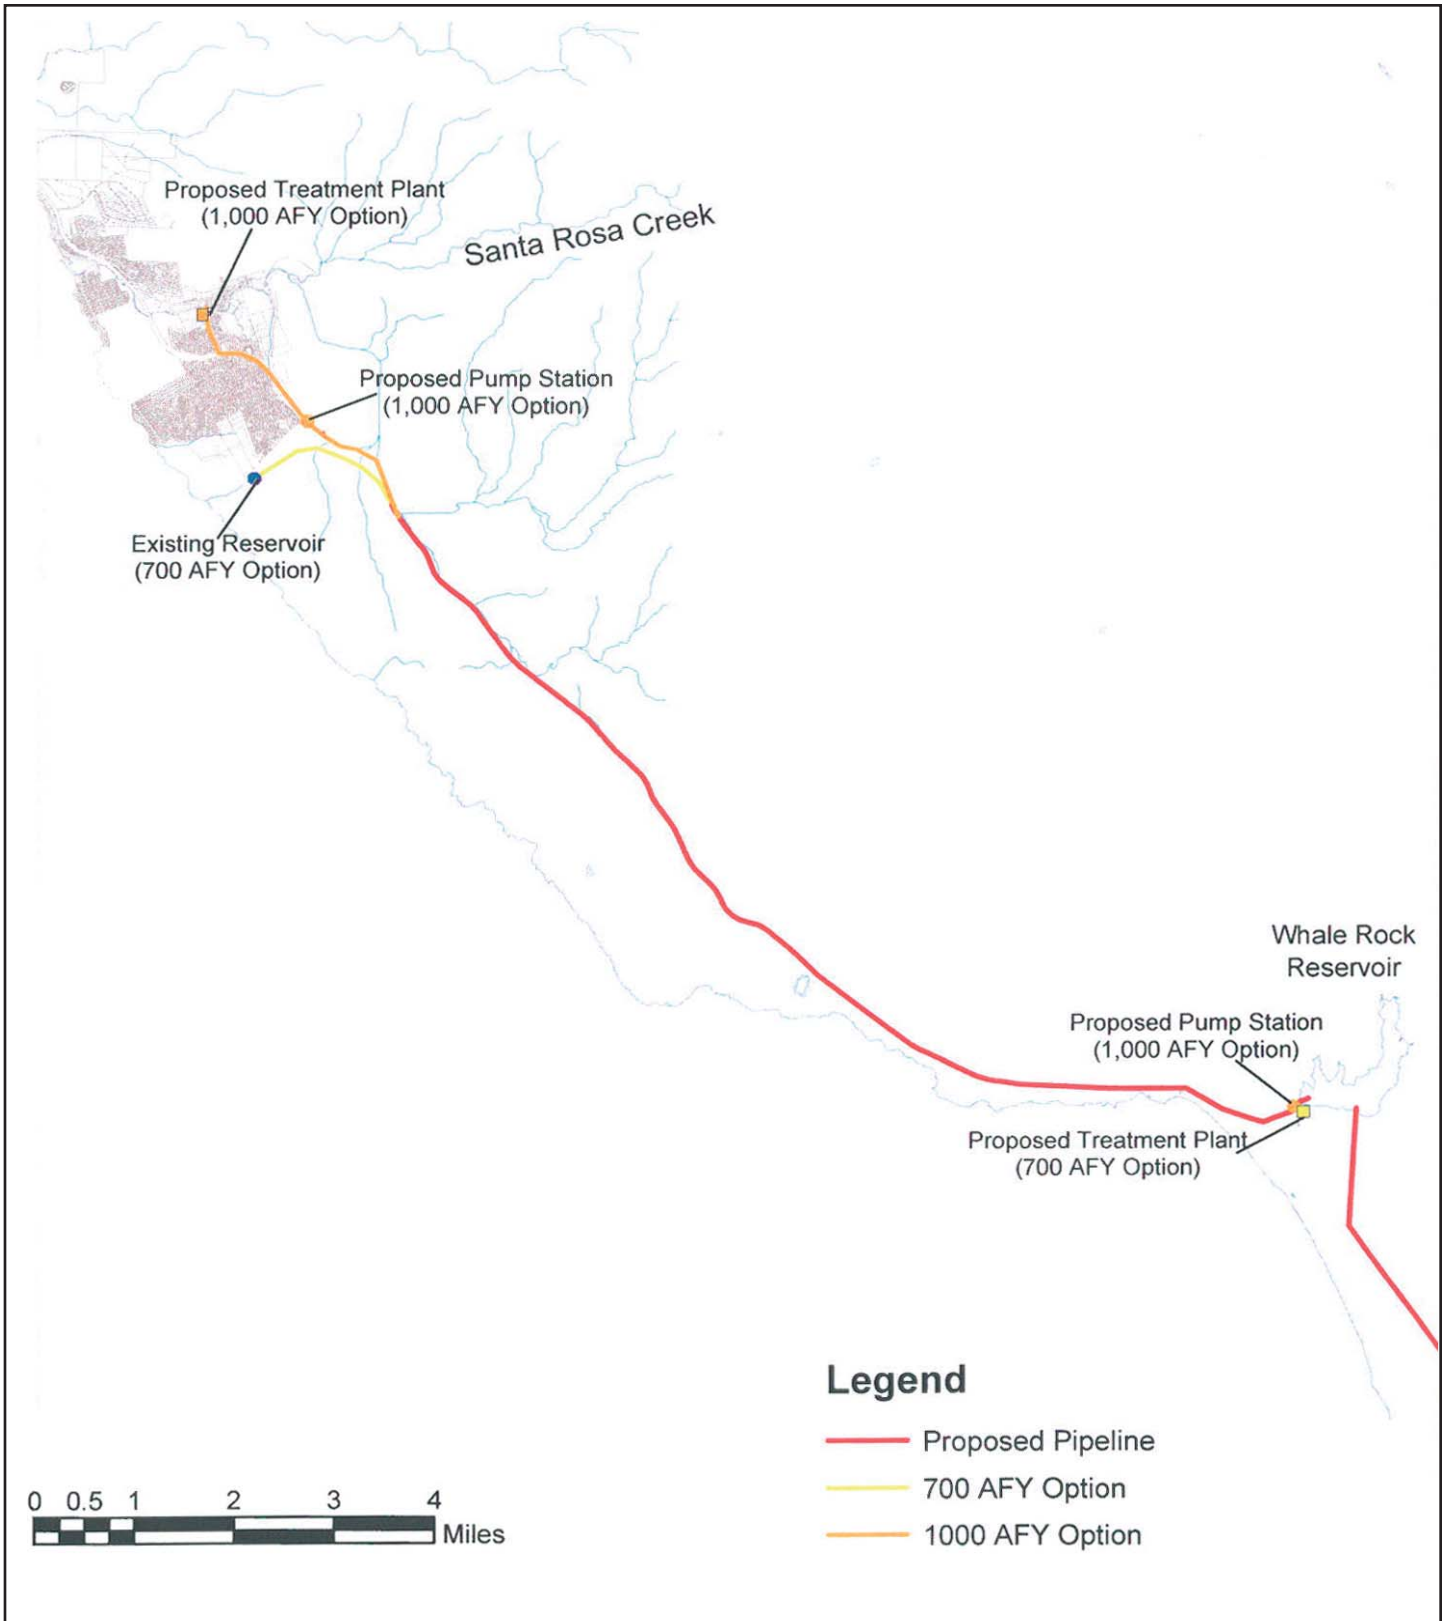 Proposed Treatment Plant
(1,000 AFY Option)
Santa Rosa Creek
Proposed Pump Station
(1,000 AFY Option)
Existing Reservoir
(700 AFY Option)
Whale Rock
Reservoir
Proposed Pump Station
(1,000 AFY Option)
Proposed Treatment Plant
(700 AFY Option)
Legend
Proposed Pipeline
700 AFY Option
1000 AFY Option
0 0.5 1 2 3 4
Miles